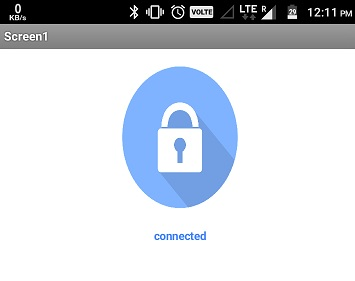 0
KB/s
VOLTE
LTE
R
29
12:11 PM
Screen1
connected